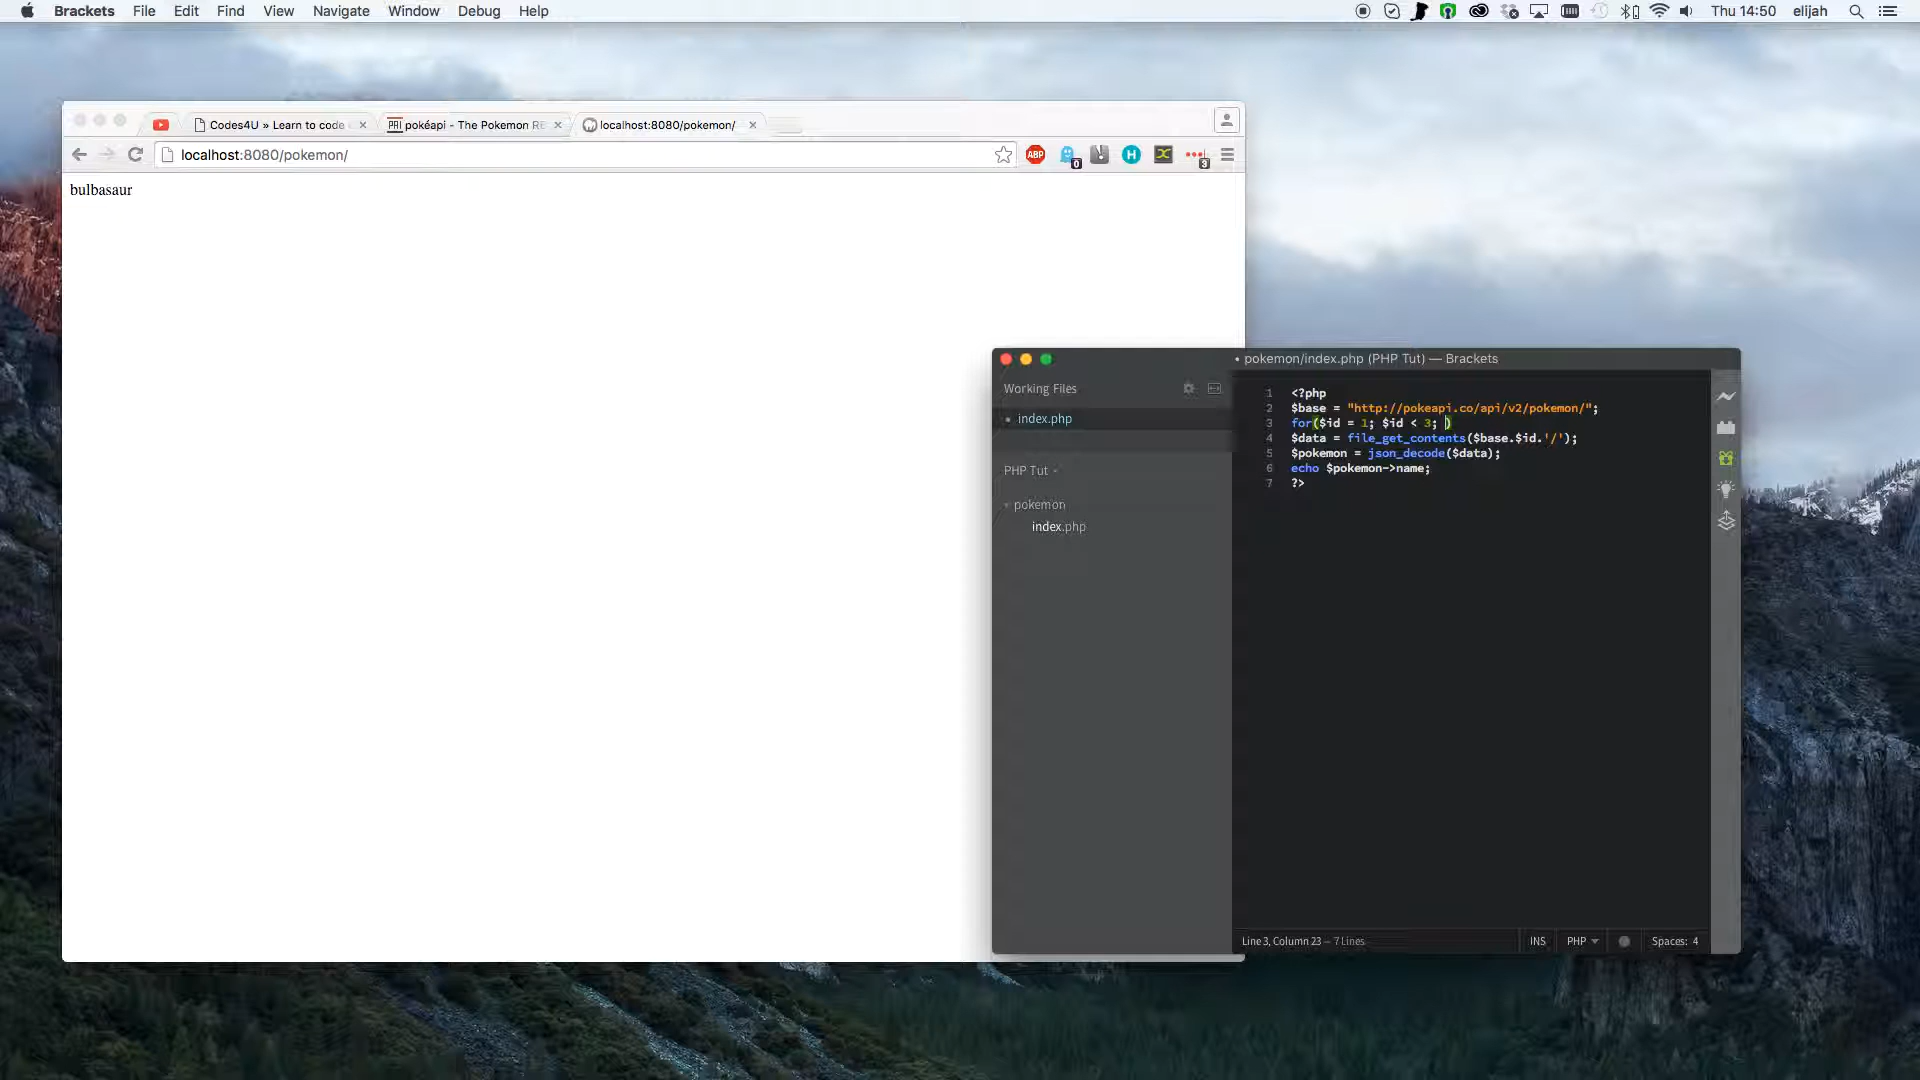 Brackets File Edit Find View Navigate Window Debug Help Thu 14:50 elijah
Codes4U » Learn to code pokéapi - The Pokemon RE localhost:8080/pokemon/
localhost:8080/pokemon/ ABP 0 H 3
bulbasaur
• pokemon/index.php (PHP Tut) — Brackets
Working Files
index.php
PHP Tut
pokemon
index.php
1 <?php
2 $base = "http://pokeapi.co/api/v2/pokemon/";
3 for($id = 1; $id < 3; )
4 $data = file_get_contents($base.$id.'/');
5 $pokemon = json_decode($data);
6 echo $pokemon->name;
7 ?>
Line 3, Column 23 — 7 Lines INS PHP Spaces: 4